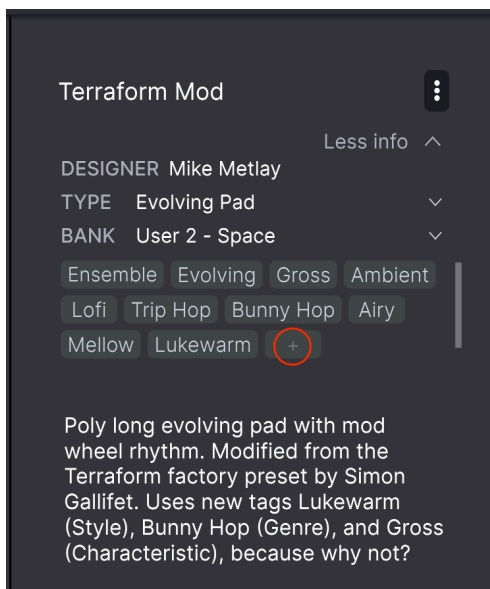 Terraform Mod
Less info
DESIGNER Mike Metlay
TYPE Evolving Pad
BANK User 2 - Space
Ensemble Evolving Gross Ambient
Lofi Trip Hop Bunny Hop Airy
Mellow Lukewarm +
Poly long evolving pad with mod
wheel rhythm. Modified from the
Terraform factory preset by Simon
Gallifet. Uses new tags Lukewarm
(Style), Bunny Hop (Genre), and Gross
(Characteristic), because why not?